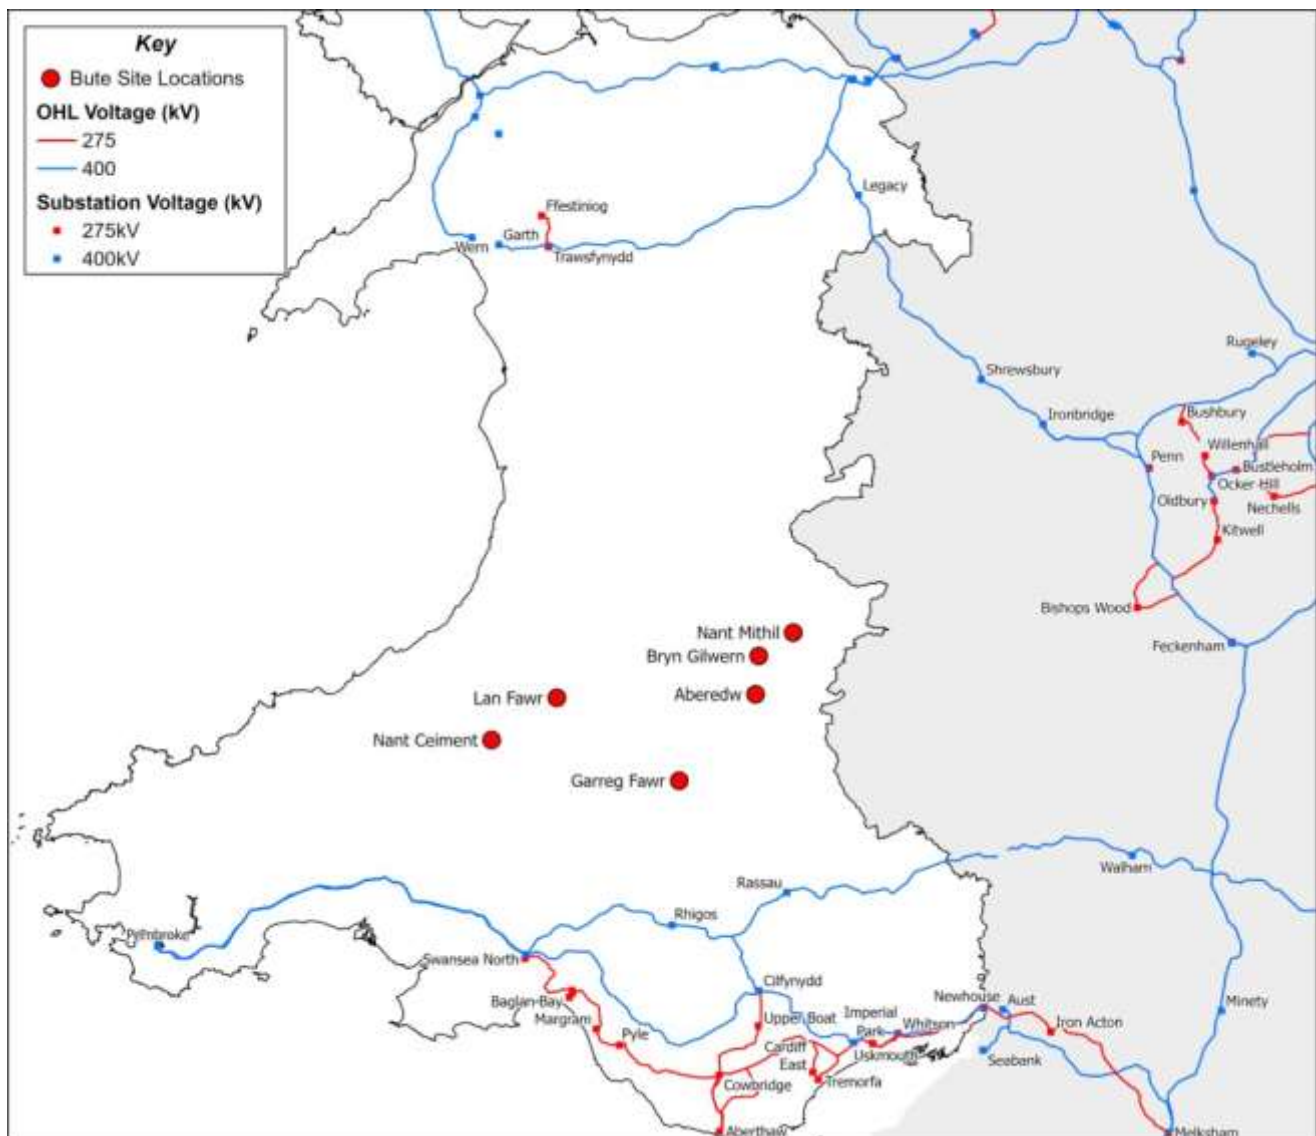 Key
Bute Site Locations
OHL Voltage (kV)
275
400
Substation Voltage (kV)
275kV
400kV
Legacy
Ffestiniog
Garth
Wern
Trawsfynydd
Rugeley
Shrewsbury
Ironbridge
Bushbury
Willenhall
Penn
Bustleholm
Ocker-Hill
Oldbury
Nechells
Kitwell
Bishops Wood
Nant Mithil
Feckenham
Bryn Gilwern
Aberedw
Lan Fawr
Nant Ceiment
Garreg Fawr
Walham
Rassau
Rhigos
Pembroke
Swansea North
Cilfynydd
Baglan-Bay
Newhouse
Aust
Minety
Margram
Upper Boat
Imperial
Park
Whitson
Iron Acton
Pyle
Cardiff
East
Uskmouth
Seabank
Cowbridge
Tremorfa
Aberthaw
Melksham